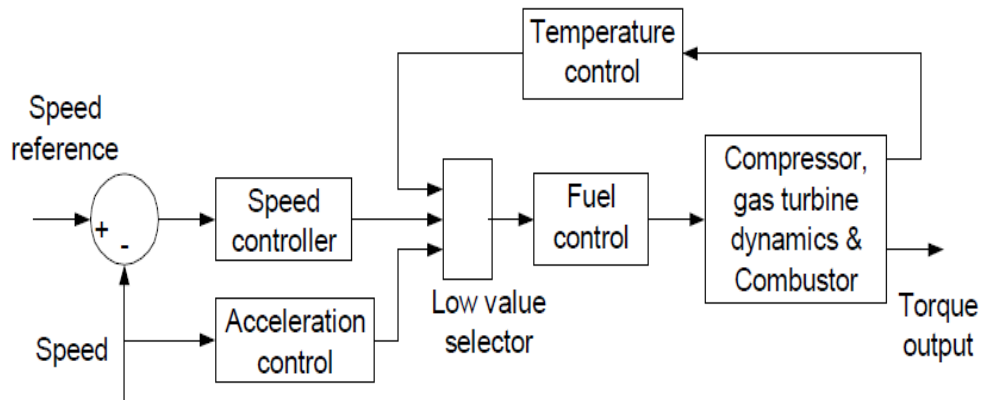 Temperature
control
Speed
reference
+
-
Speed
controller
Fuel
control
Compressor,
gas turbine
dynamics &
Combustor
Low value
selector
Speed
Acceleration
control
Torque
output